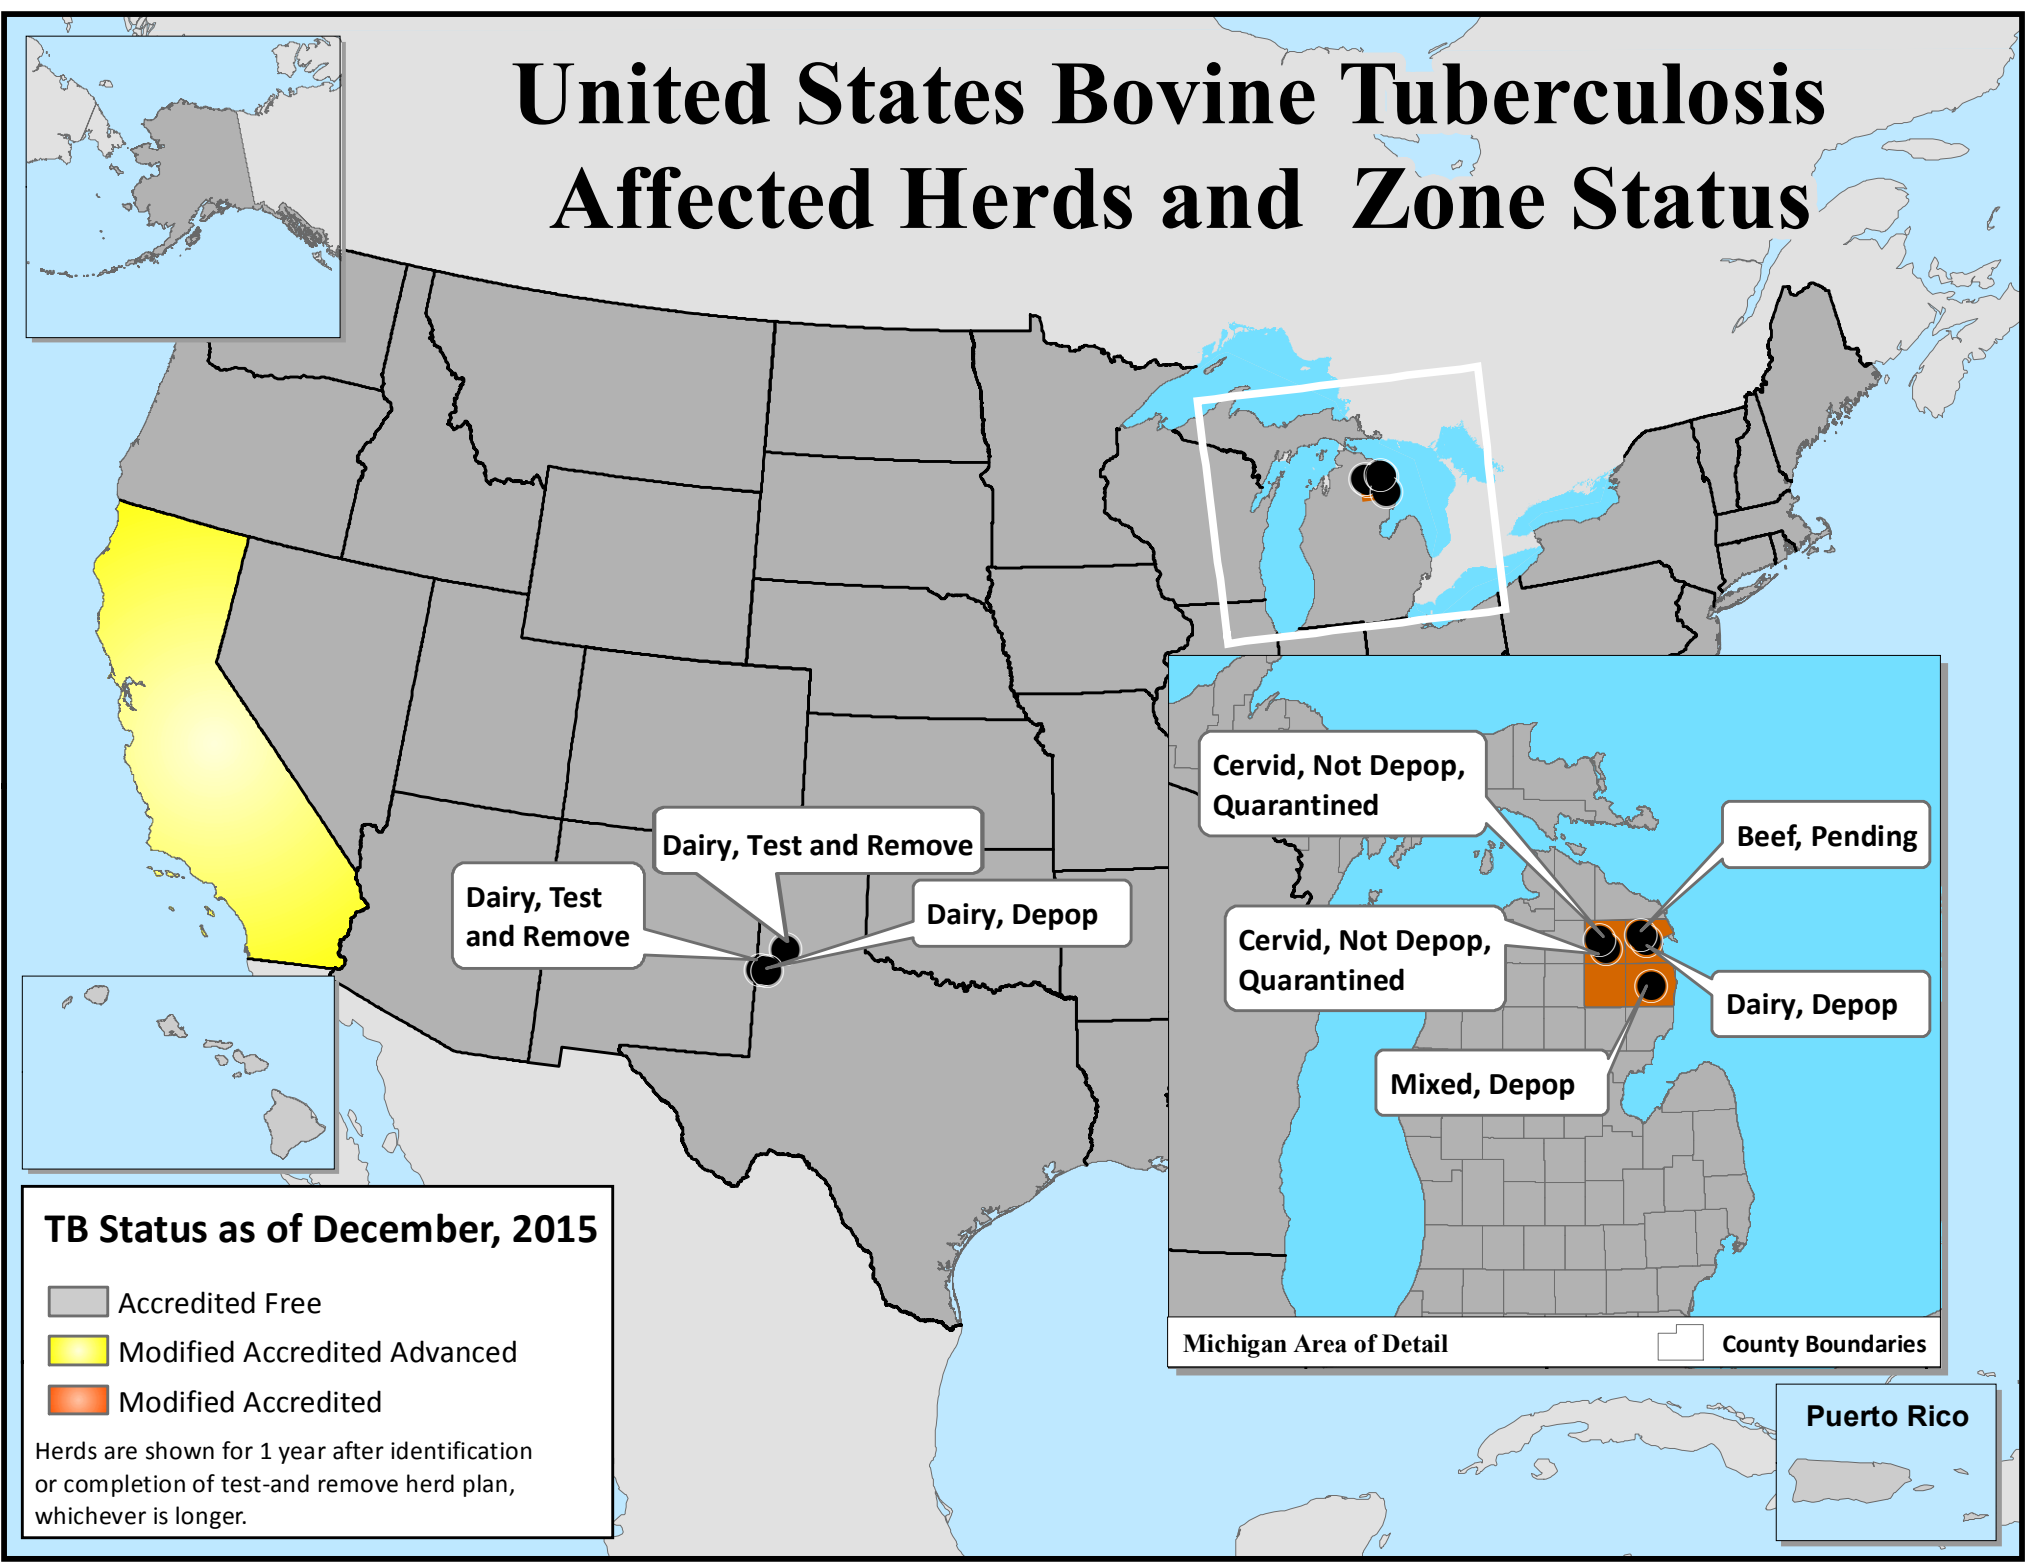 United States Bovine Tuberculosis
Affected Herds and  Zone Status
Cervid, Not Depop,
Quarantined
Beef, Pending
Dairy, Test and Remove
Dairy, Test
and Remove
Dairy, Depop
Cervid, Not Depop,
Quarantined
Dairy, Depop
Mixed, Depop
TB Status as of December, 2015
Accredited Free
Modified Accredited Advanced
Modified Accredited
Herds are shown for 1 year after identification
or completion of test-and remove herd plan,
whichever is longer.
Michigan Area of Detail
County Boundaries
Puerto Rico